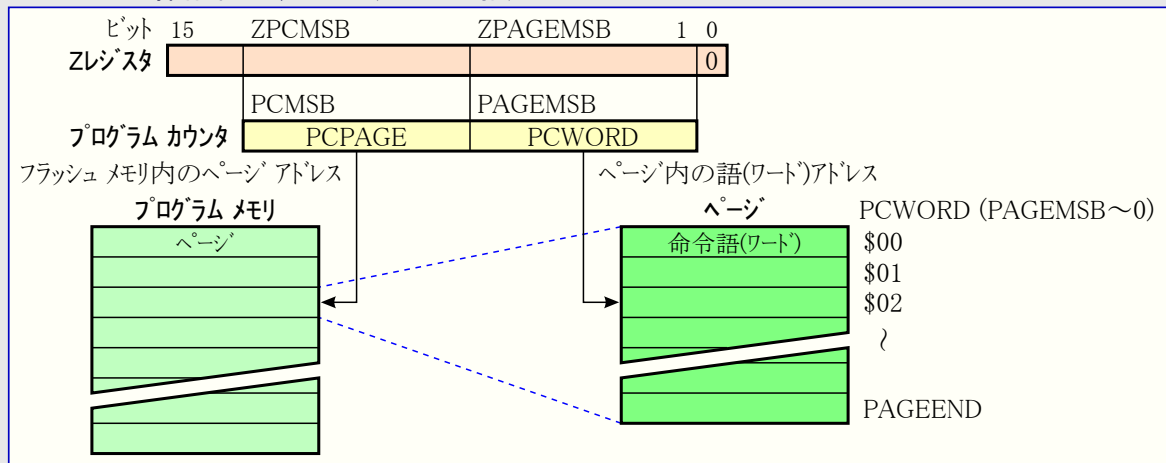 ビット 15 ZPCMSB ZPAGEMSB 1 0
Zレジスタ 0
PCMSB PAGEMSB
プログラム カウンタ PCPAGE PCWORD
フラッシュ メモリ内のページ アドレス ページ内の語(ワード)アドレス
プログラム メモリ ページ PCWORD (PAGEMSB〜0)
ページ 命令語(ワード) $00
$01
$02
〜
PAGEEND